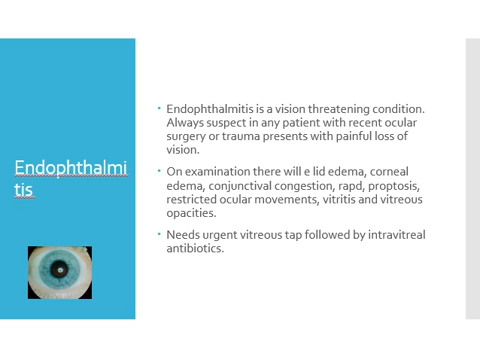 Endophthalmi
tis
Endophthalmitis is a vision threatening condition.
Always suspect in any patient with recent ocular
surgery or trauma presents with painful loss of
vision.
On examination there will e lid edema, corneal
edema, conjunctival congestion, rapd, proptosis,
restricted ocular movements, vitritis and vitreous
opacities.
Needs urgent vitreous tap followed by intravitreal
antibiotics.